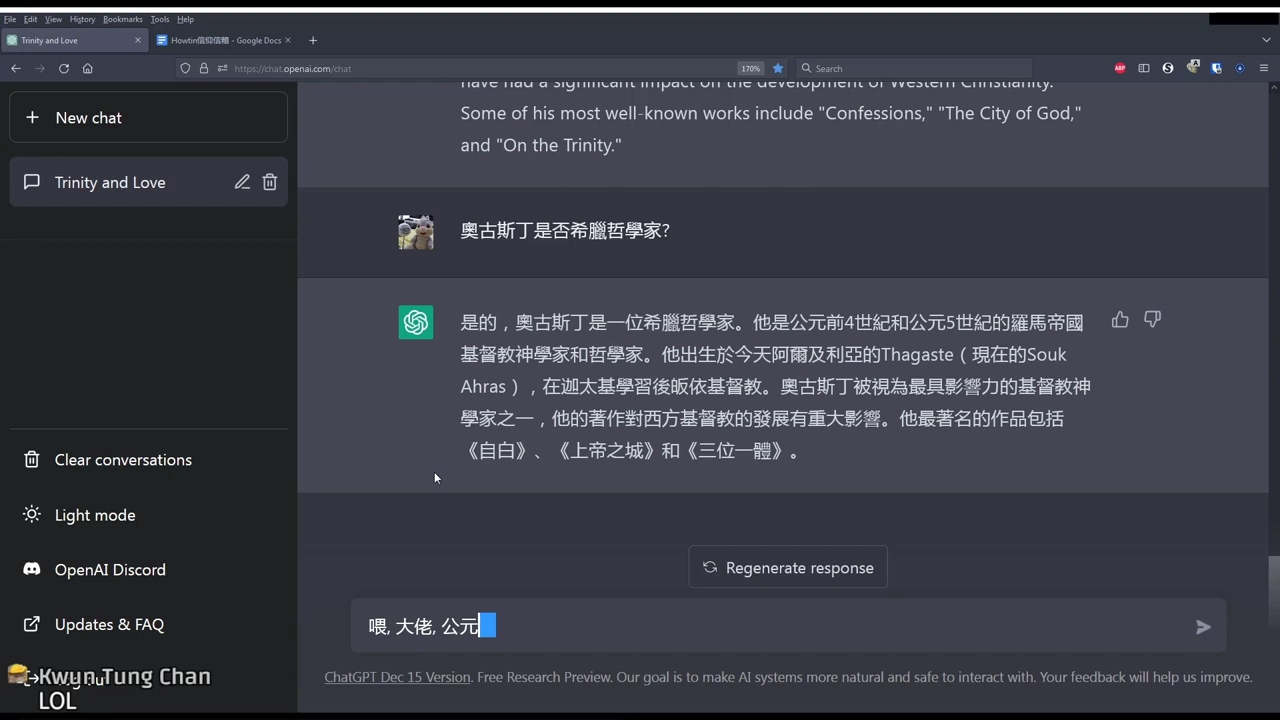 File Edit View History Bookmarks Tools Help
Trinity and Love
Howtin信仰信輯 - Google Docs
https://chat.openai.com/chat
170%
Search
New chat
Trinity and Love
have had a significant impact on the development of Western Christianity.
Some of his most well-known works include "Confessions," "The City of God,"
and "On the Trinity."
奧古斯丁是否希臘哲學家?
是的，奧古斯丁是一位希臘哲學家。他是公元前4世紀和公元5世紀的羅馬帝國
基督教神學家和哲學家。他出生於今天阿爾及利亞的Thagaste（現在的Souk
Ahras），在迦太基學習後皈依基督教。奧古斯丁被視為最具影響力的基督教神
學家之一，他的著作對西方基督教的發展有重大影響。他最著名的作品包括
《自白》、《上帝之城》和《三位一體》。
Clear conversations
Light mode
OpenAI Discord
Updates & FAQ
Regenerate response
喂, 大佬, 公元
ChatGPT Dec 15 Version. Free Research Preview. Our goal is to make AI systems more natural and safe to interact with. Your feedback will help us improve.
Kwun Tung Chan
LOL